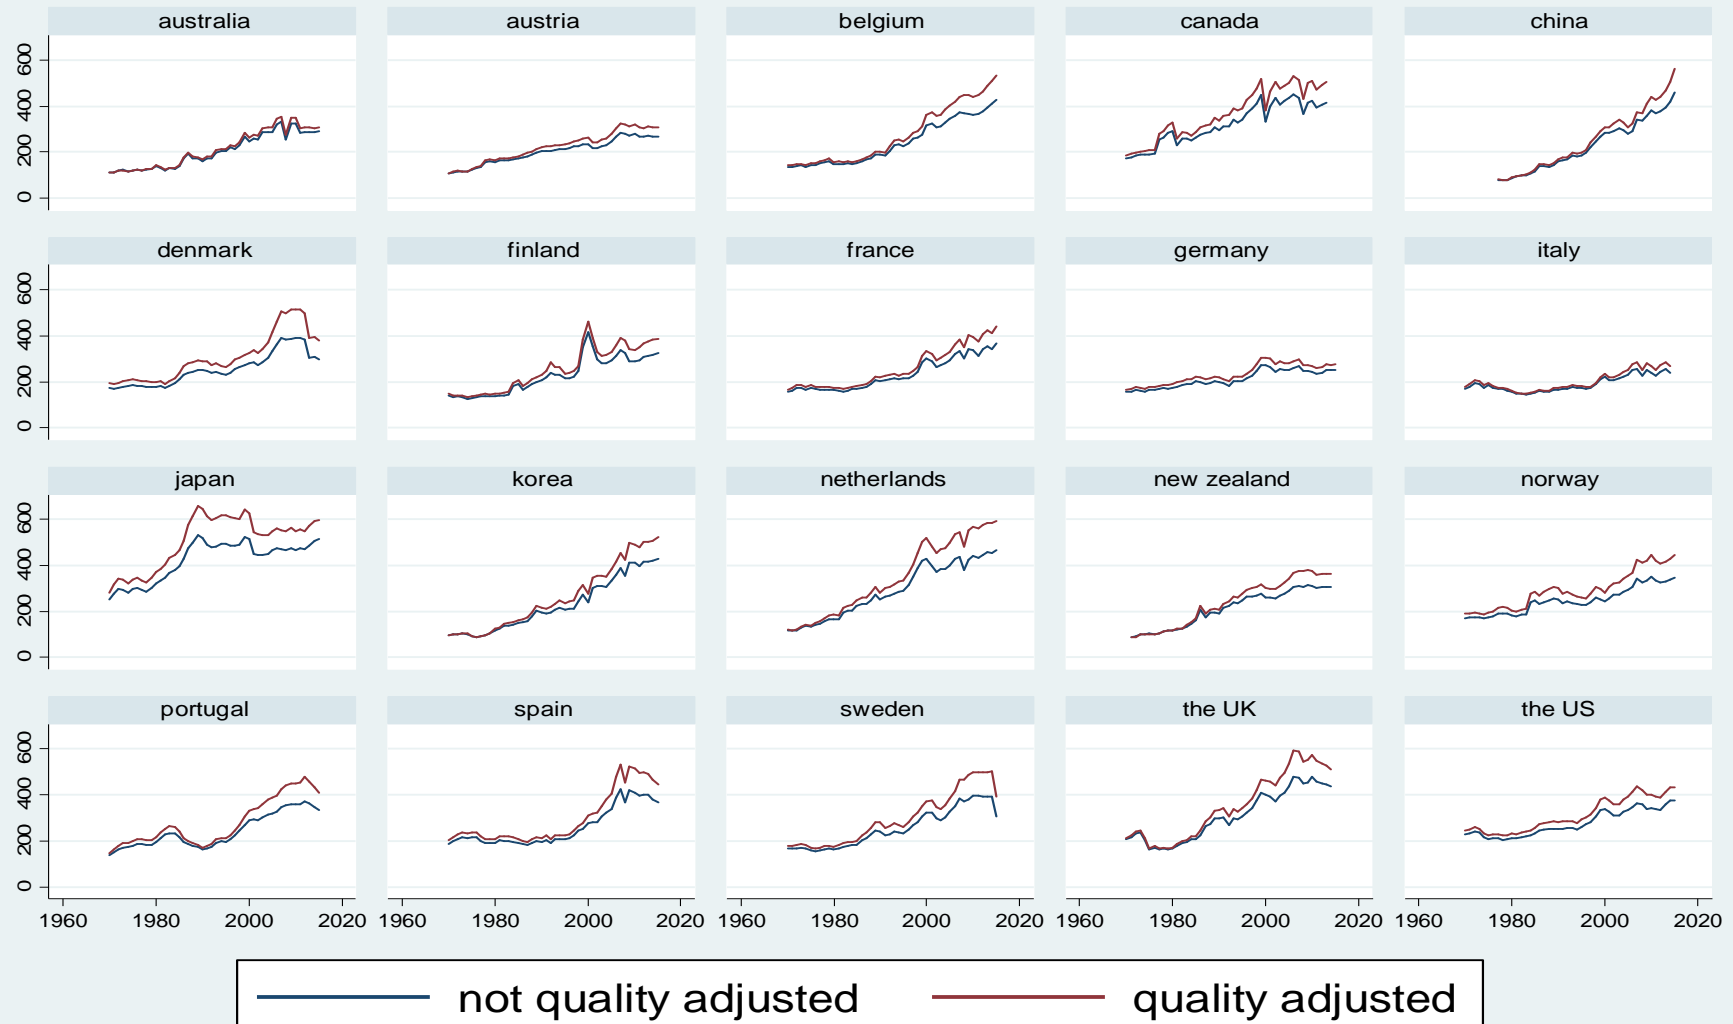 australia austria belgium canada china
600
400
200
0
denmark finland france germany italy
600
400
200
0
japan korea netherlands new zealand norway
600
400
200
0
portugal spain sweden the UK the US
600
400
200
0
1960 1980 2000 2020 1960 1980 2000 2020 1960 1980 2000 2020 1960 1980 2000 2020 1960 1980 2000 2020
not quality adjusted quality adjusted